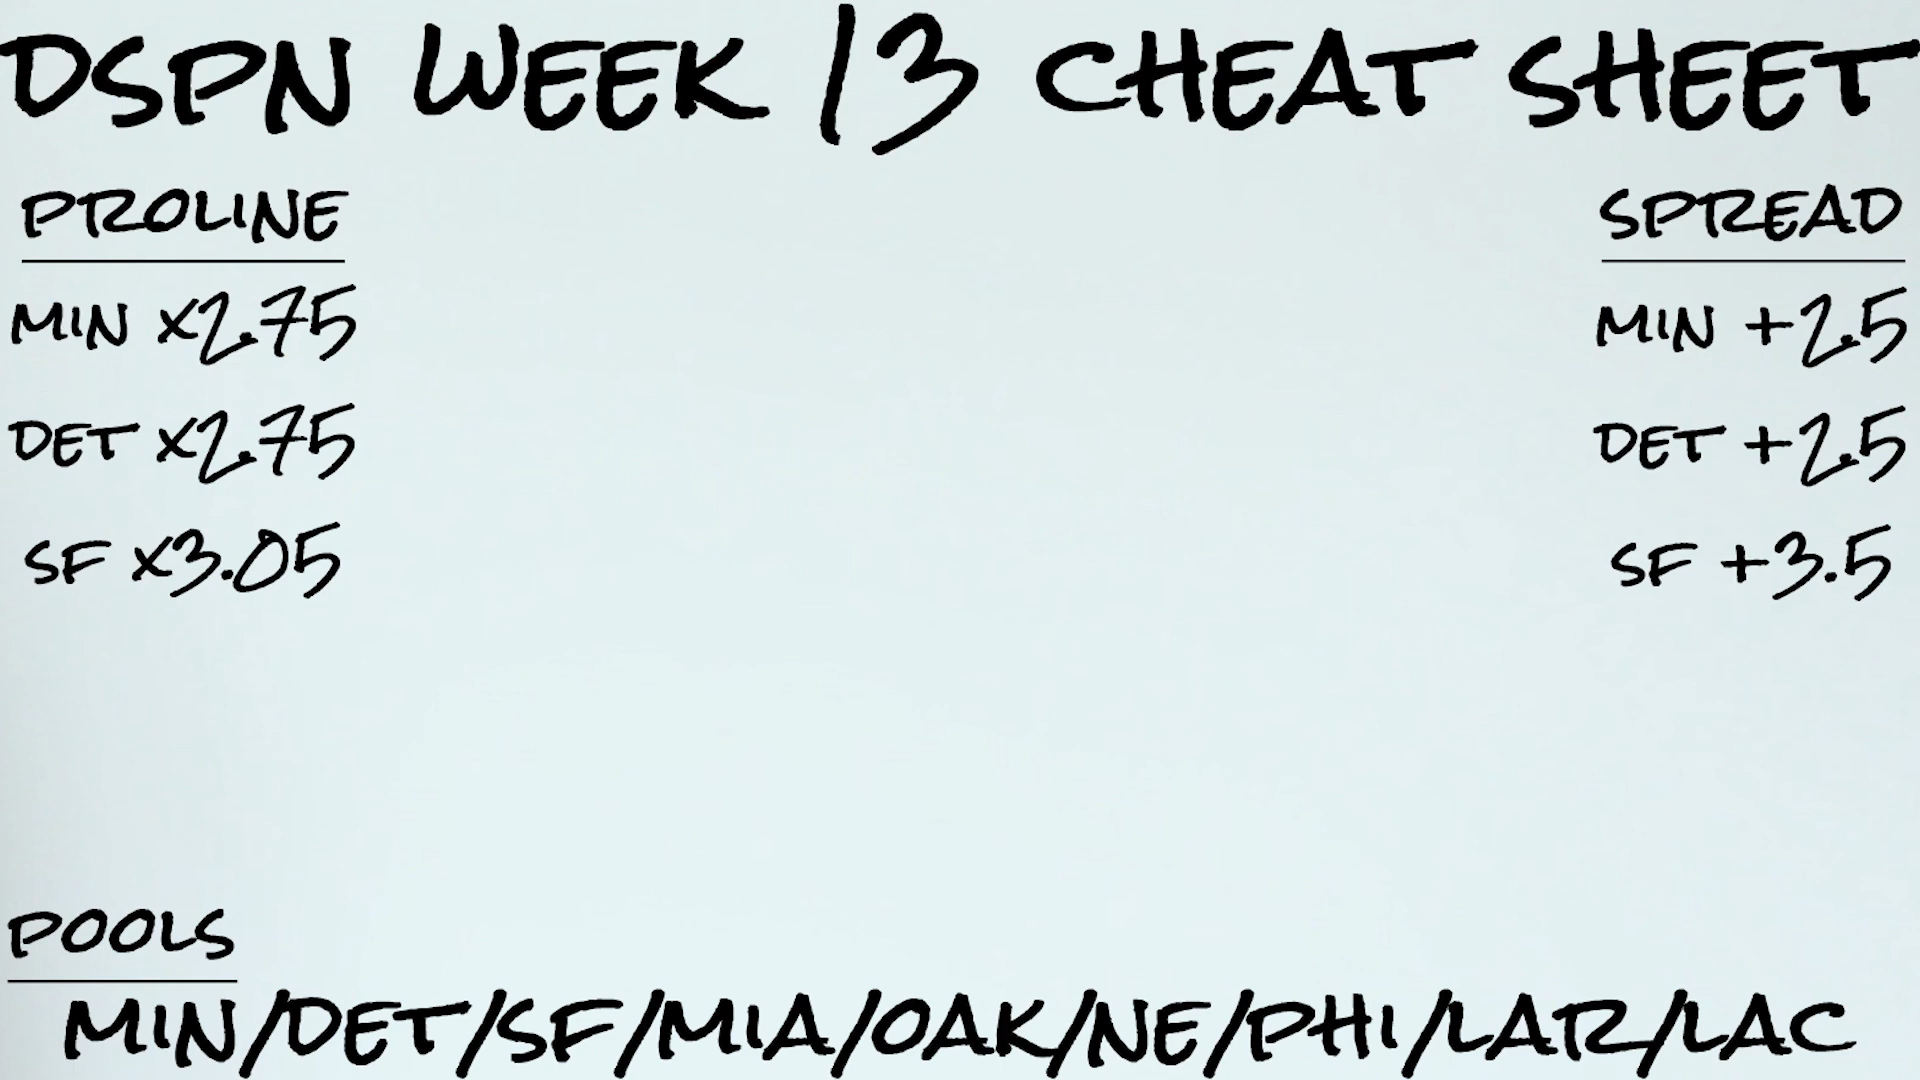 DSPN WEEK 13 CHEAT SHEET
PROLINE
MIN x2.75
DET x2.75
SF x3.05
SPREAD
MIN +2.5
DET +2.5
SF +3.5
POOLS
MIN/DET/SF/MIA/OAK/NE/PHI/LAR/LAC